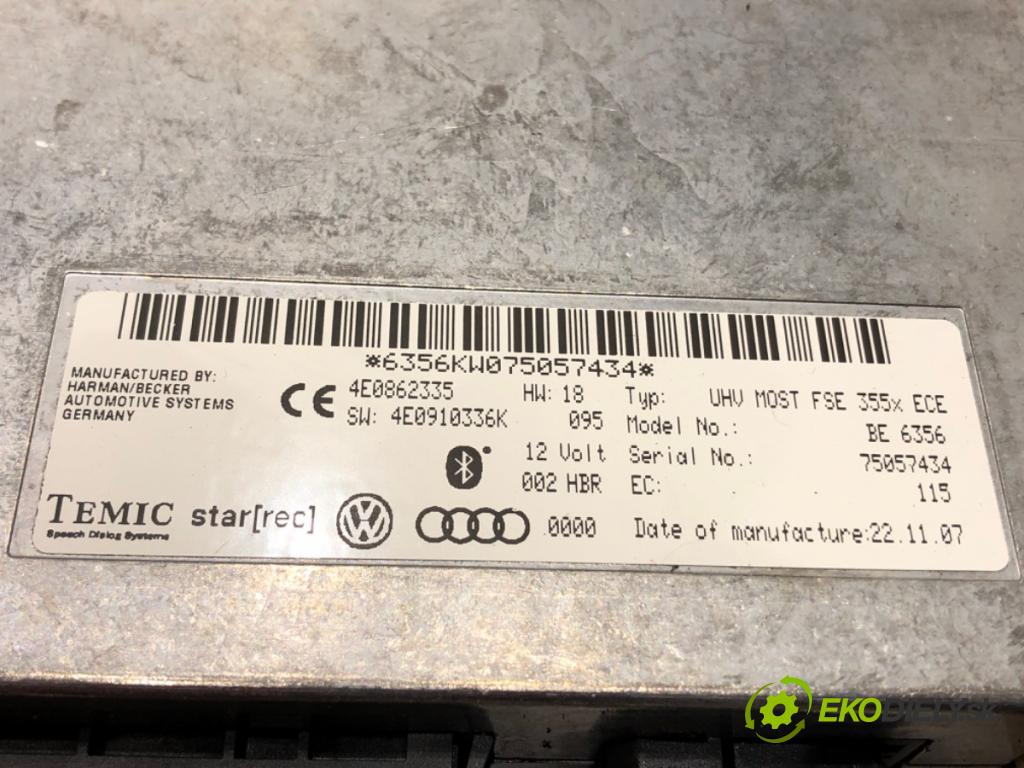 *6356KW075057434*
MANUFACTURED BY:
HARMAN/BECKER
AUTOMOTIVE SYSTEMS
GERMANY
CE
4E0862335 HW: 18
SW: 4E0910336K 095
12 Volt
002 HBR
Typ: UHV MOST FSE 355x ECE
Model No.: BE 6356
Serial No.: 75057434
EC: . . 115
TEMIC
Speech Dialog Systems
star[rec]
.0000
Date of manufacture:22.11.07
EKODIELY.SK